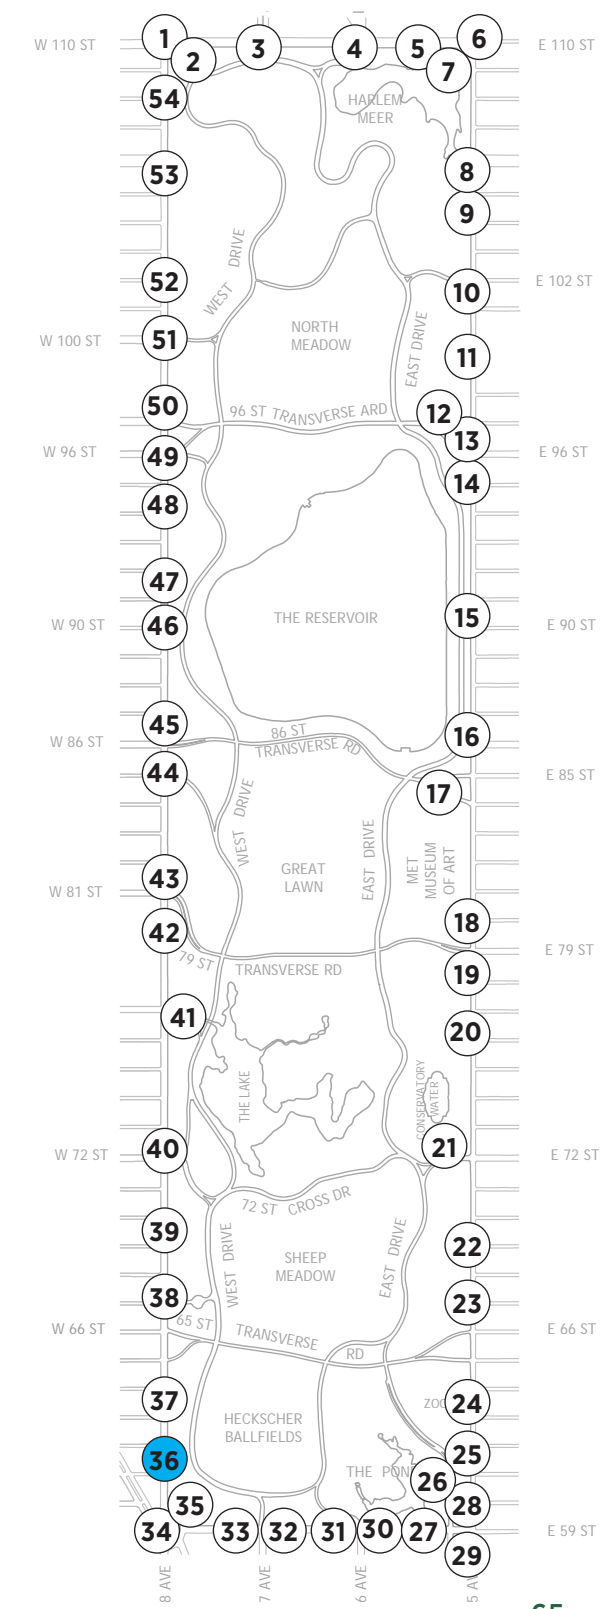 1
2
3
4
5
6
7
W 110 ST
E 110 ST
54
HARLEM
MEER
53
8
9
WEST DRIVE
52
10
E 102 ST
51
W 100 ST
NORTH
MEADOW
EAST DRIVE
11
50
96 ST TRANSVERSE ARD
12
13
W 96 ST
49
E 96 ST
14
48
47
W 90 ST
46
THE RESERVOIR
15
E 90 ST
45
W 86 ST
86 ST
TRANSVERSE RD
16
44
E 85 ST
17
WEST DRIVE
EAST DRIVE
MET
MUSEUM
OF ART
43
W 81 ST
GREAT
LAWN
42
18
79 ST
TRANSVERSE RD
E 79 ST
19
41
20
THE LAKE
CONSERVATORY
WATER
40
W 72 ST
21
E 72 ST
72 ST CROSS DR
39
WEST DRIVE
SHEEP
MEADOW
EAST DRIVE
22
38
23
65 ST
TRANSVERSE
RD
W 66 ST
E 66 ST
37
HECKSCHER
BALLFIELDS
24
36
THE
25
26
35
28
34
33
32
31
30
27
E 59 ST
29
8 AVE
7 AVE
6 AVE